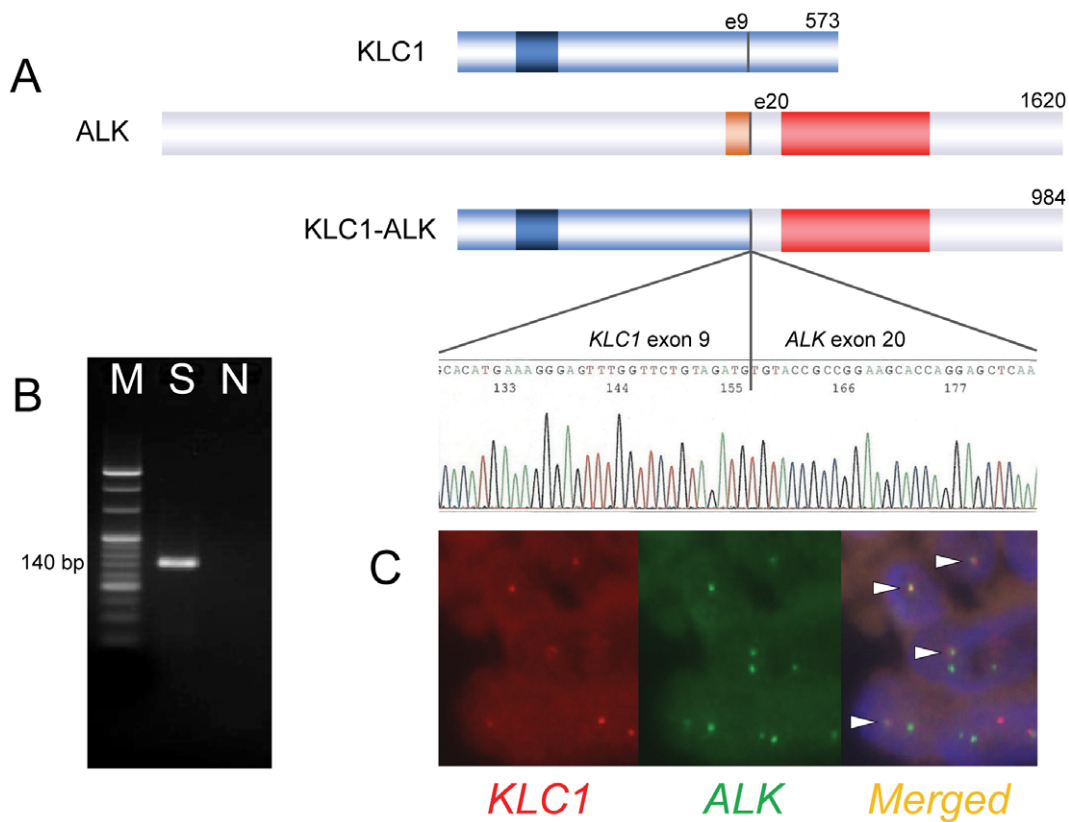 A
KLC1
e9
573
ALK
e20
1620
KLC1-ALK
984
KLC1 exon 9
ALK exon 20
GCACATGAAAGGGAGTTTGGTTCTGTAGATGTGTACCGCCGGAAGCACCAGGAGCTCAA
133
144
155
166
177
B
M
S
N
140 bp
C
KLC1
ALK
Merged